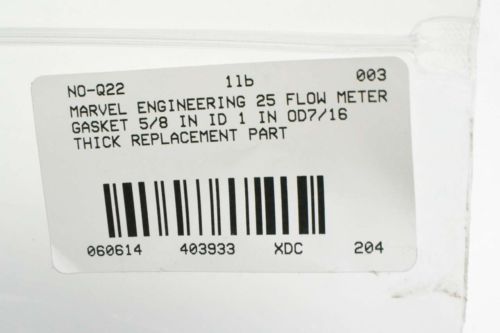 NO-Q22 1lb 003
MARVEL ENGINEERING 25 FLOW METER
GASKET 5/8 IN ID 1 IN OD7/16
THICK REPLACEMENT PART
060614 403933 XDC 204